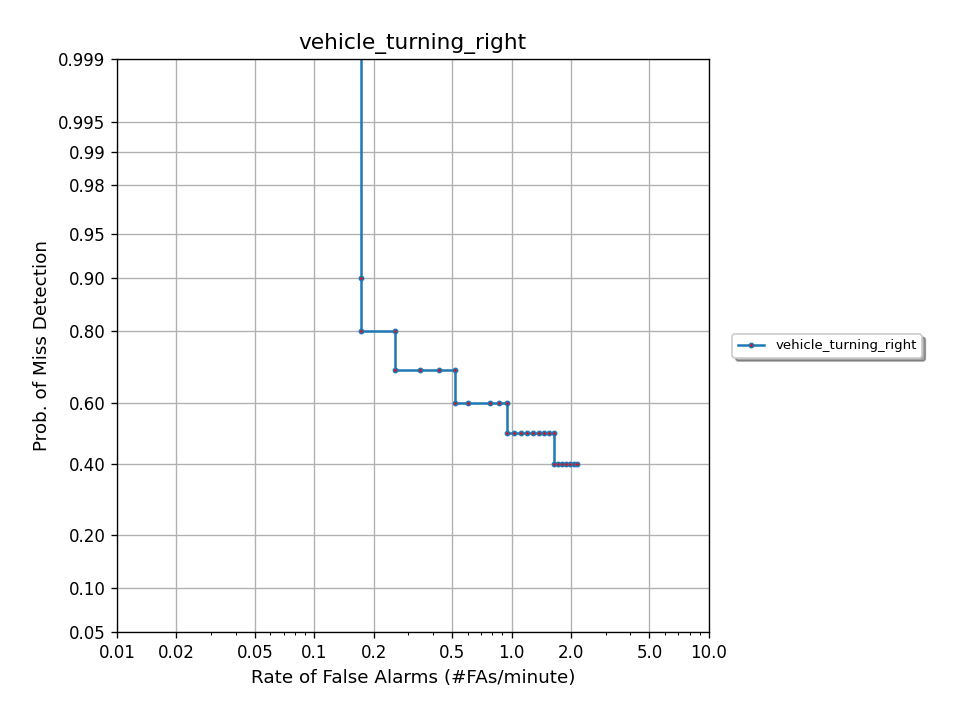 vehicle_turning_right
0.999
0.995
0.99
0.98
0.95
0.90
0.80
0.60
0.40
0.20
0.10
0.05
Prob. of Miss Detection
0.01 0.02 0.05 0.1 0.2 0.5 1.0 2.0 5.0 10.0
Rate of False Alarms (#FAs/minute)
vehicle_turning_right